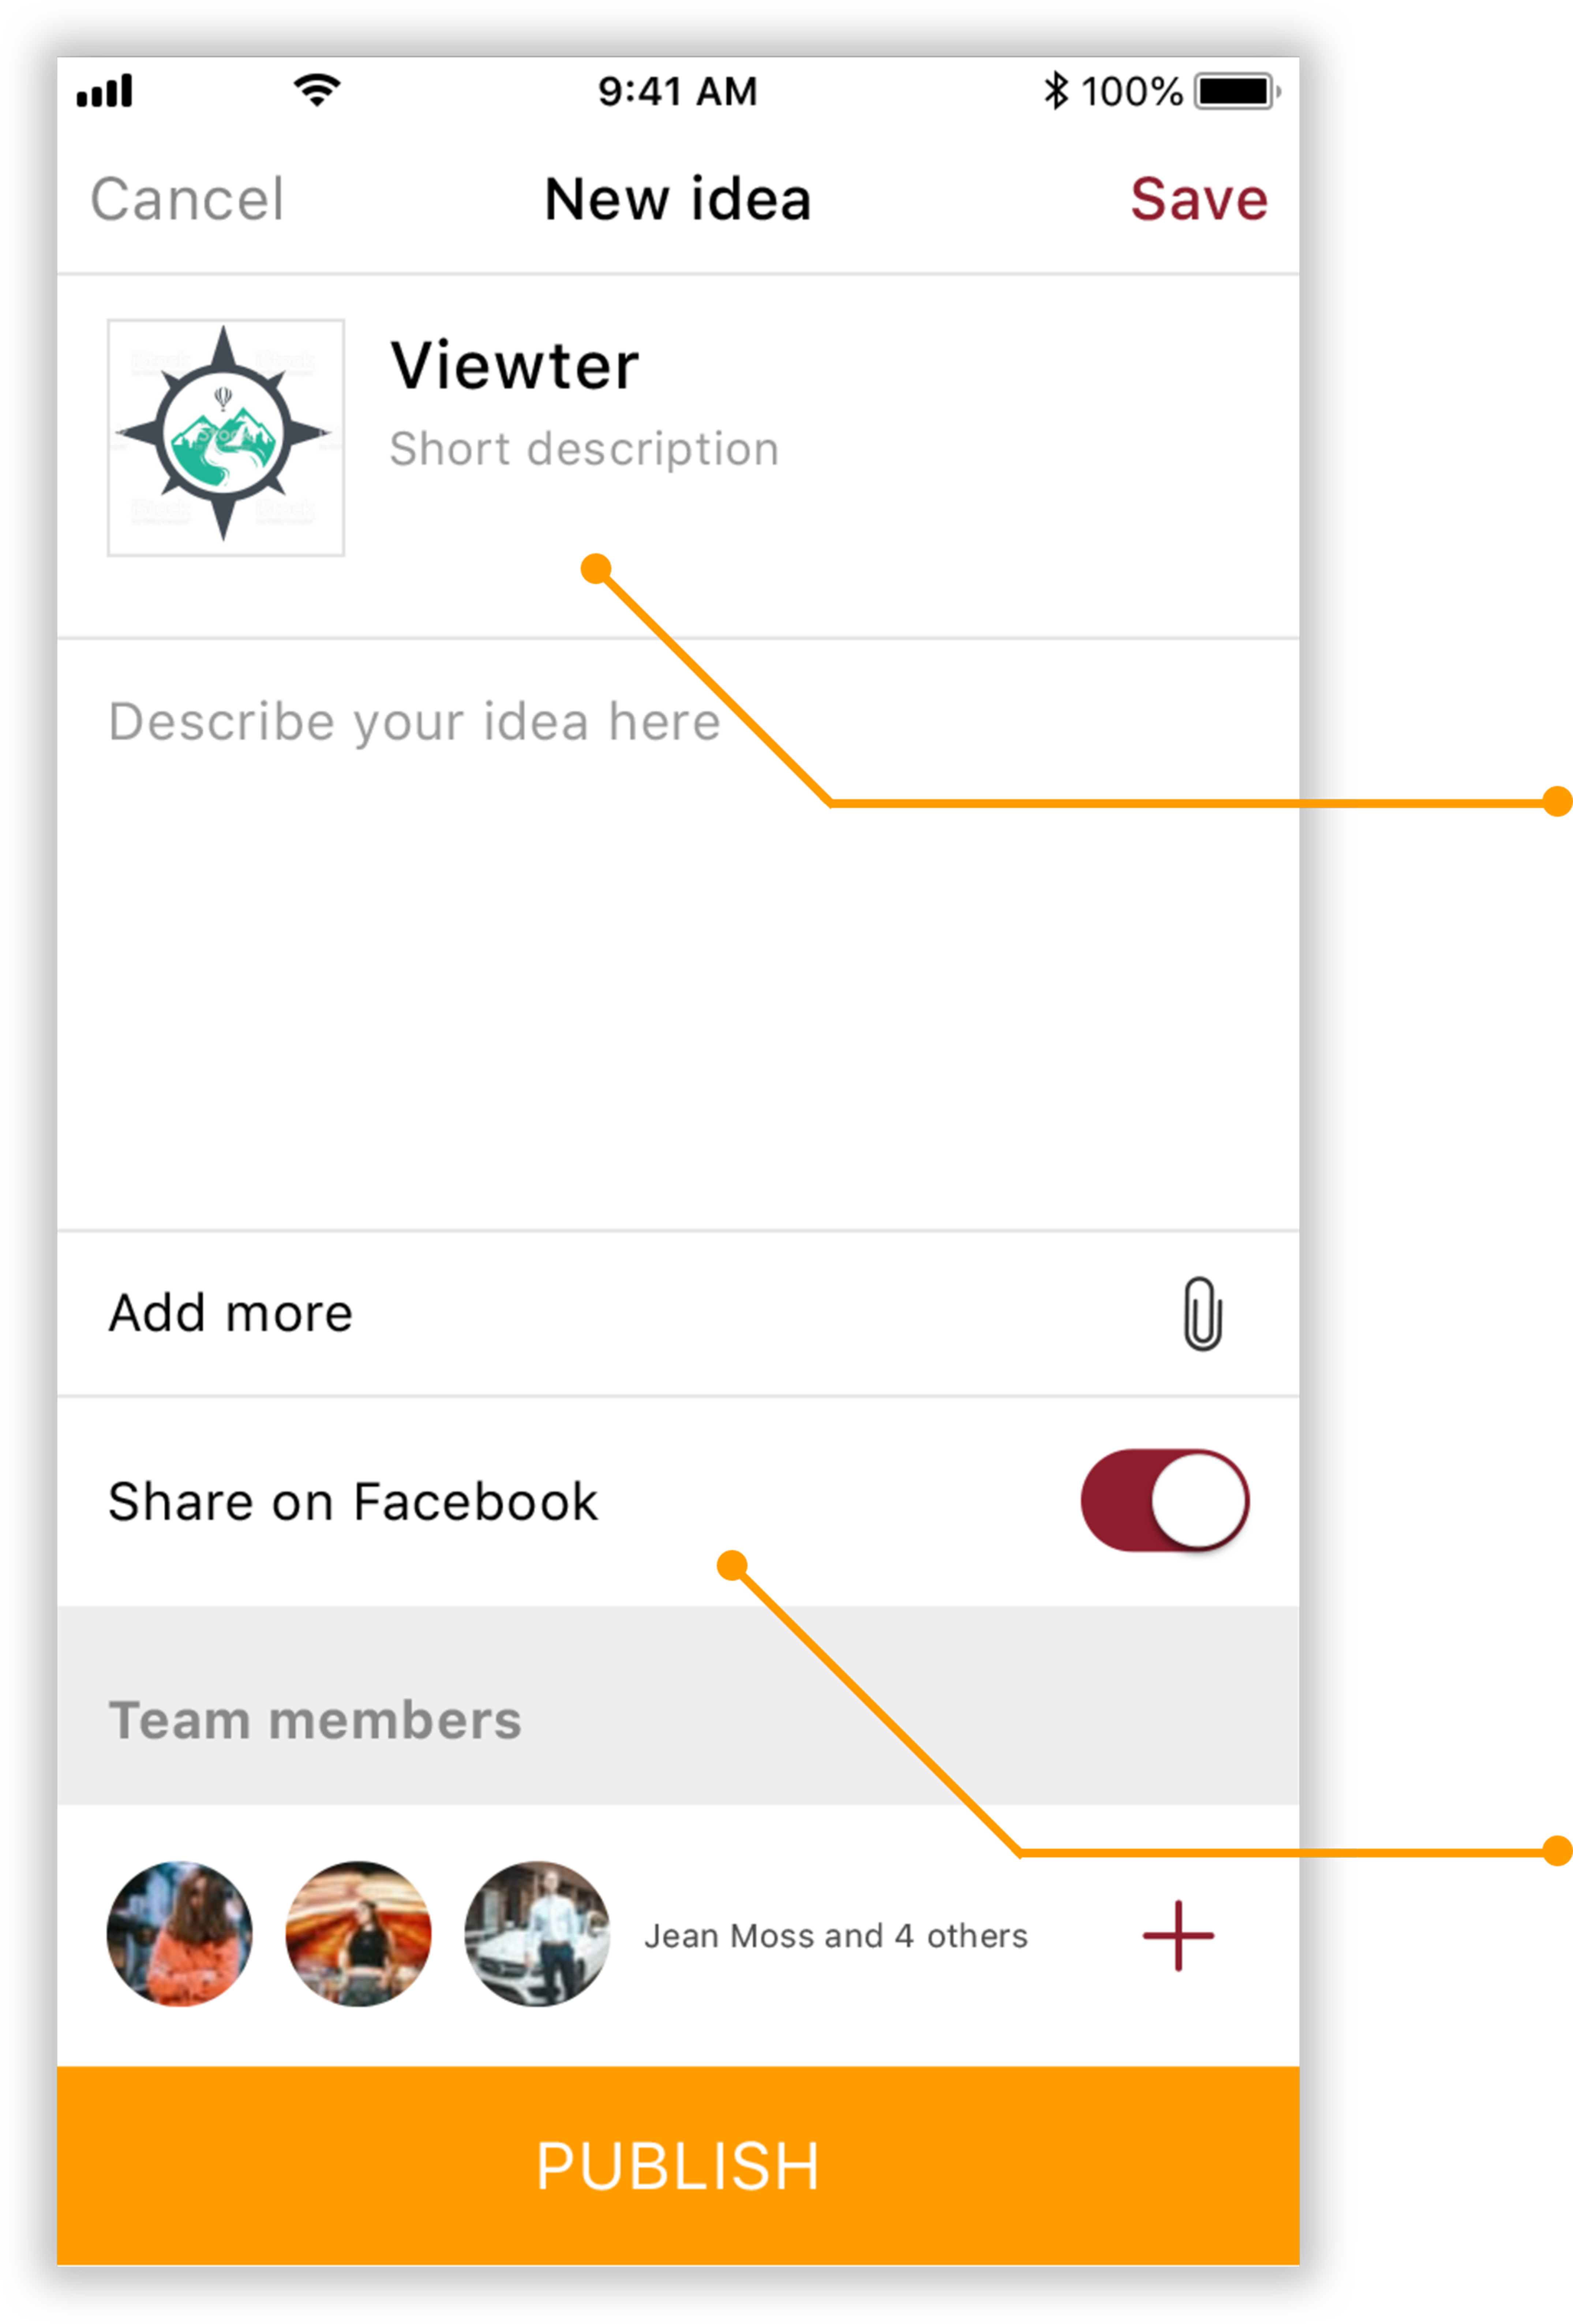 9:41 AM
100%
Cancel
New idea
Save
Viewter
Short description
iStock
Describe your idea here
Add more
Share on Facebook
Team members
Jean Moss and 4 others
PUBLISH